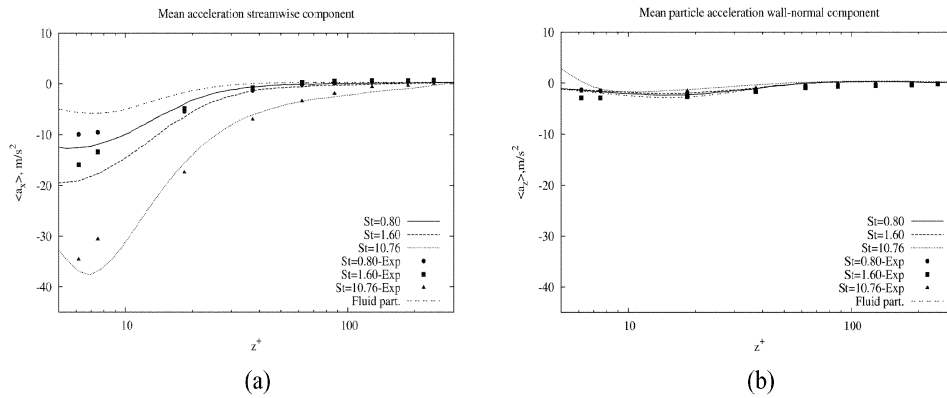 Mean acceleration streamwise component
10
0
-10
-20
-30
-40
<a_x>, m/s^2
St=0.80
St=1.60
St=10.76
St=0.80-Exp
St=1.60-Exp
St=10.76-Exp
Fluid part.
10
100
z^+
(a)
Mean particle acceleration wall-normal component
10
0
-10
-20
-30
-40
<a_z>,m/s^2
St=0.80
St=1.60
St=10.76
St=0.80-Exp
St=1.60-Exp
St=10.76-Exp
Fluid part.
10
100
z^+
(b)